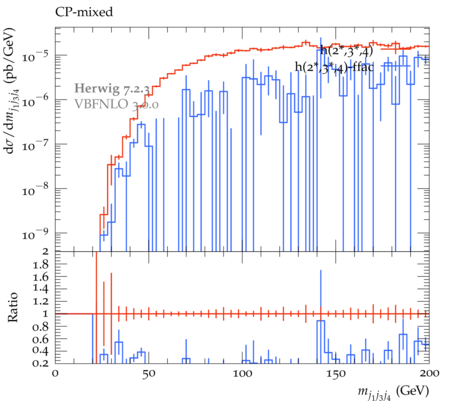 CP-mixed
h(2*,3*,4)
h(2*,3*,4)-ffac
Herwig 7.2.3
VBFNLO 3.0.0
dσ/dm_{j₁j₃j₄} (pb/GeV)
10⁻⁵
10⁻⁶
10⁻⁷
10⁻⁸
10⁻⁹
Ratio
2
1.8
1.6
1.4
1.2
1
0.8
0.6
0.4
0.2
0 50 100 150 200
m_{j₁j₃j₄} (GeV)